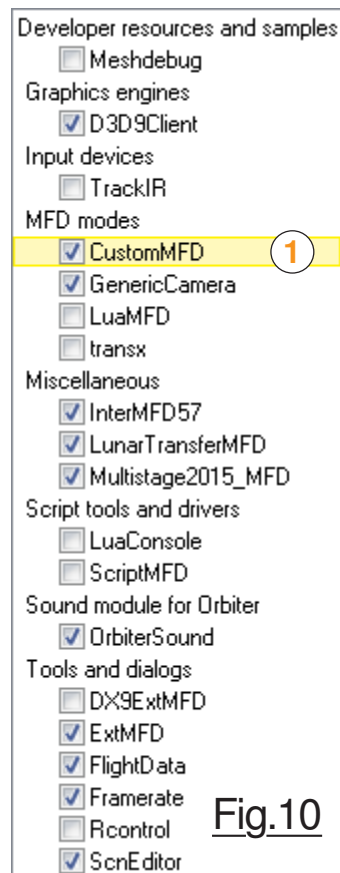 Developer resources and samples
Meshdebug
Graphics engines
D3D9Client
Input devices
TrackIR
MFD modes
CustomMFD 1
GenericCamera
LuaMFD
transx
Miscellaneous
InterMFD57
LunarTransferMFD
Multistage2015_MFD
Script tools and drivers
LuaConsole
ScriptMFD
Sound module for Orbiter
OrbiterSound
Tools and dialogs
DX9ExtMFD
ExtMFD
FlightData
Framerate
Rcontrol
ScnEditor
Fig.10